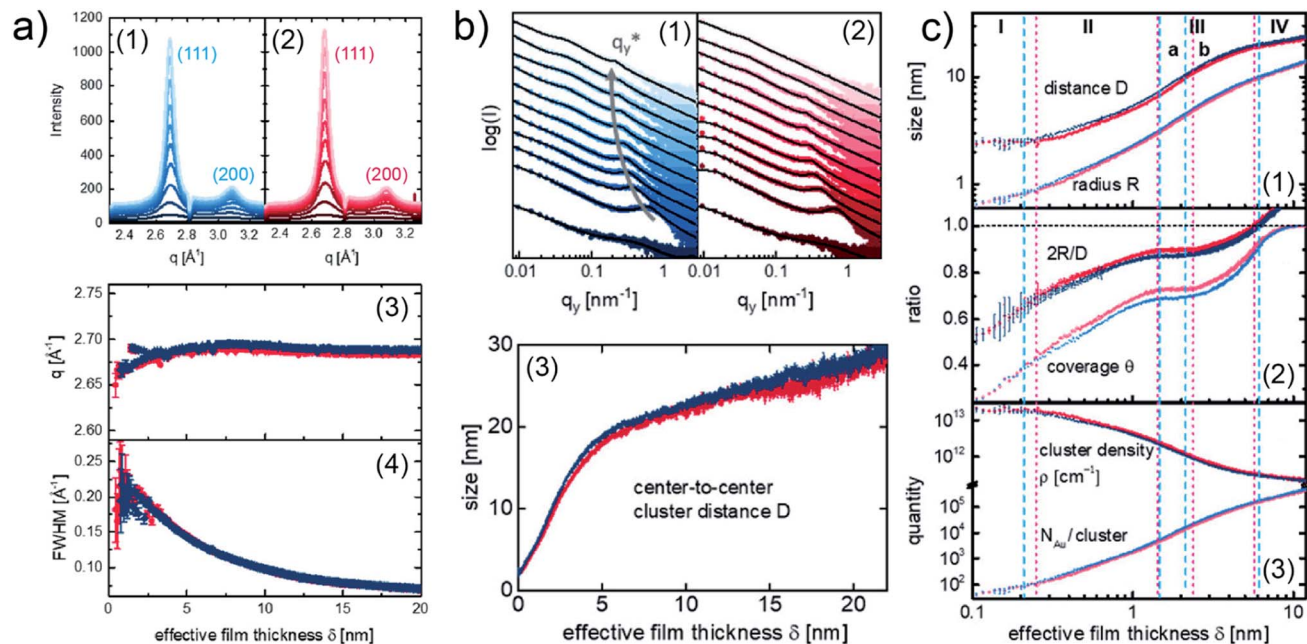 a)
(1)
(2)
(111)
(111)
(200)
(200)
Intensity
1200
1000
800
600
400
200
0
2.4 2.6 2.8 3.0 3.2
2.4 2.6 2.8 3.0 3.2
q [Å¹]
q [Å¹]
(3)
q [Å⁻¹]
2.75
2.70
2.65
2.60
(4)
FWHM [Å⁻¹]
0.25
0.20
0.15
0.10
0 5 10 15 20
effective film thickness δ [nm]
b)
(1)
(2)
qy*
log(I)
0.01 0.1 1
0.01 0.1 1
qy [nm⁻¹]
qy [nm⁻¹]
(3)
size [nm]
30
20
10
0
center-to-center
cluster distance D
0 5 10 15 20
effective film thickness δ [nm]
c)
I II III IV
a b
size [nm]
10
1
distance D
radius R
(1)
ratio
1.0
0.8
0.6
0.4
2R/D
coverage θ
(2)
quantity
10¹³
10¹²
10⁵
10⁴
10³
10²
cluster density
ρ [cm⁻¹]
N Au/cluster
(3)
0.1 1 10
effective film thickness δ [nm]